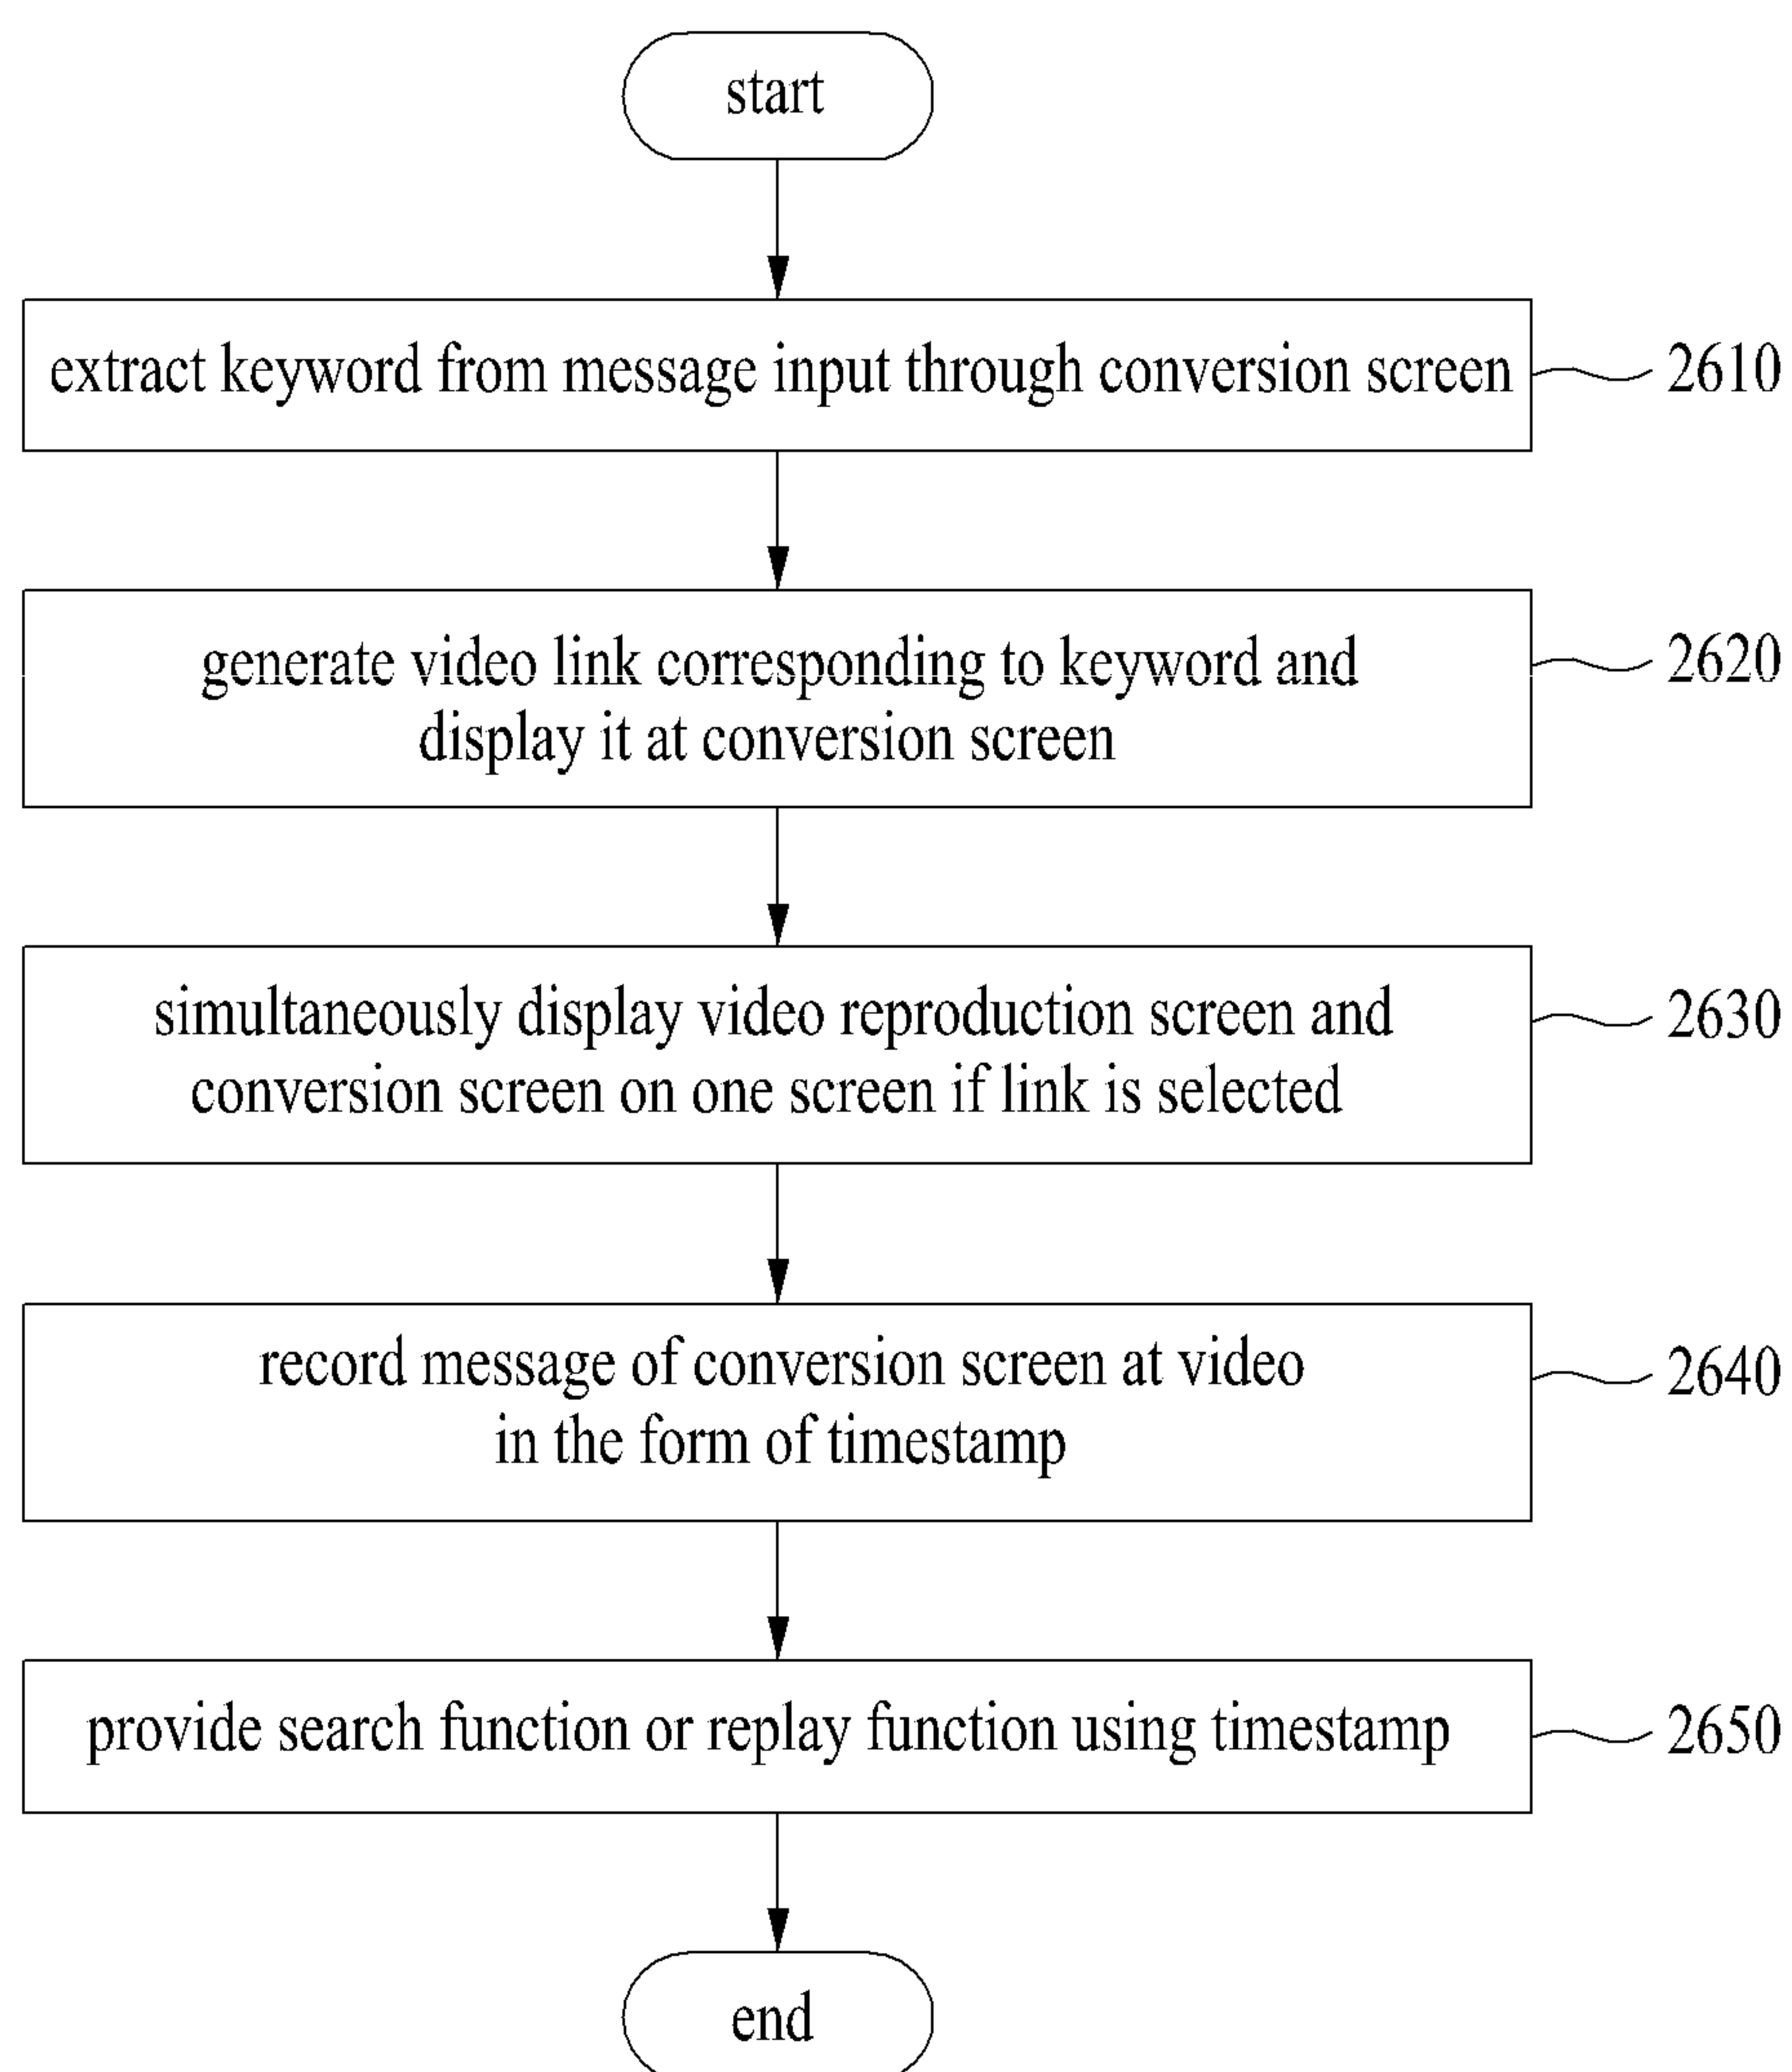 start
extract keyword from message input through conversion screen
2610
generate video link corresponding to keyword and
display it at conversion screen
2620
simultaneously display video reproduction screen and
conversion screen on one screen if link is selected
2630
record message of conversion screen at video
in the form of timestamp
2640
provide search function or replay function using timestamp
2650
end